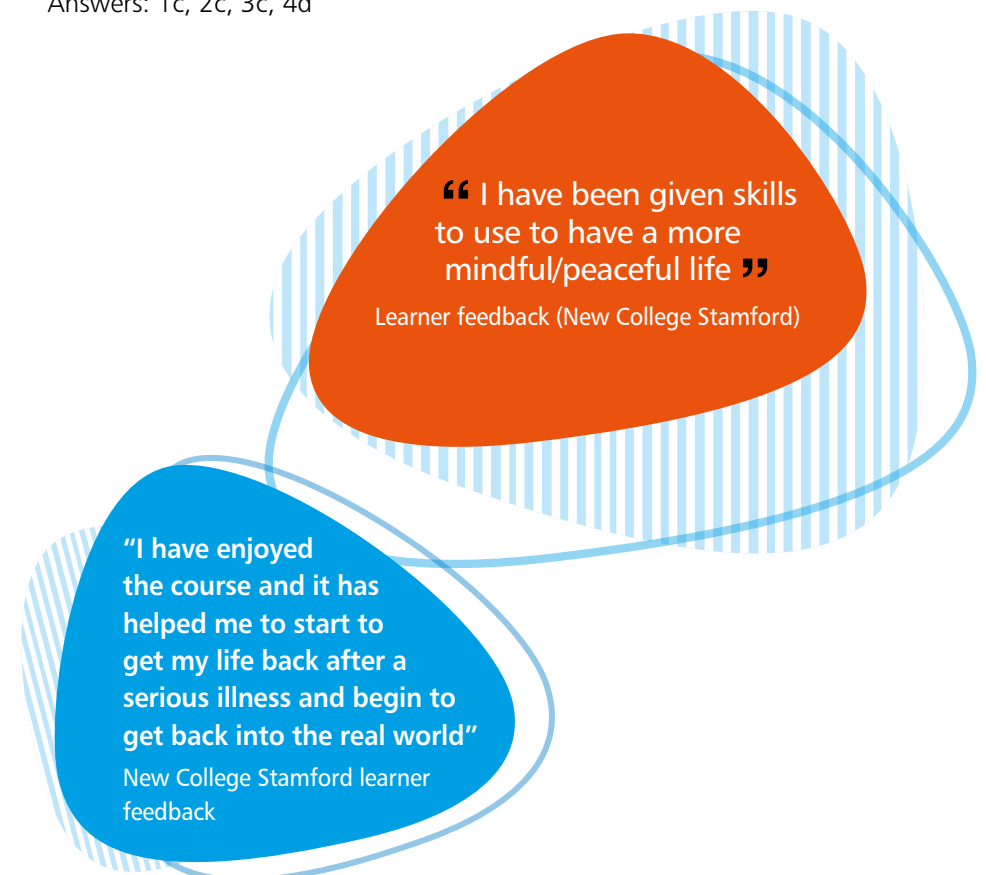 Answers: 1c, 2c, 3c, 4d
“ I have been given skills
to use to have a more
mindful/peaceful life ”
Learner feedback (New College Stamford)
“I have enjoyed
the course and it has
helped me to start to
get my life back after a
serious illness and begin to
get back into the real world”
New College Stamford learner
feedback